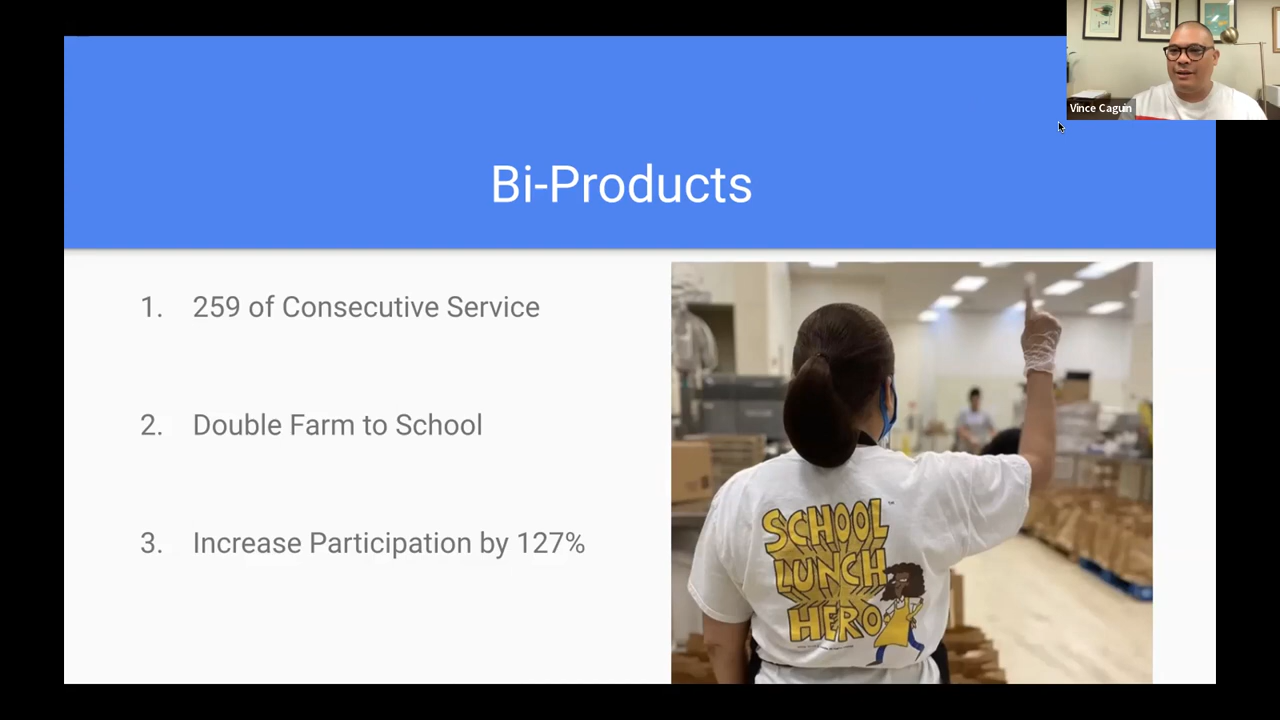 Vince Caguin
Bi-Products
1. 259 of Consecutive Service
2. Double Farm to School
3. Increase Participation by 127%
SCHOOL
LUNCH
HERO